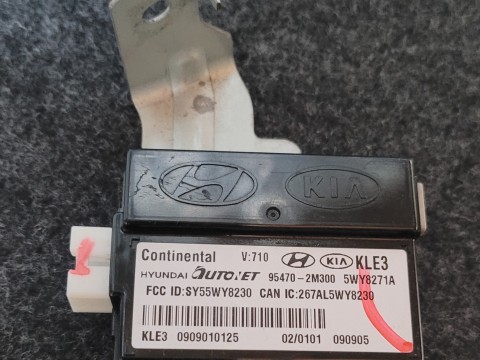 KIA
Continental V:710 KIA KLE3
HYUNDAI AUTONET 95470-2M300 5WY8271A
FCC ID:SY55WY8230 CAN IC:267AL5WY8230
KLE3 0909010125 02/0101 090905